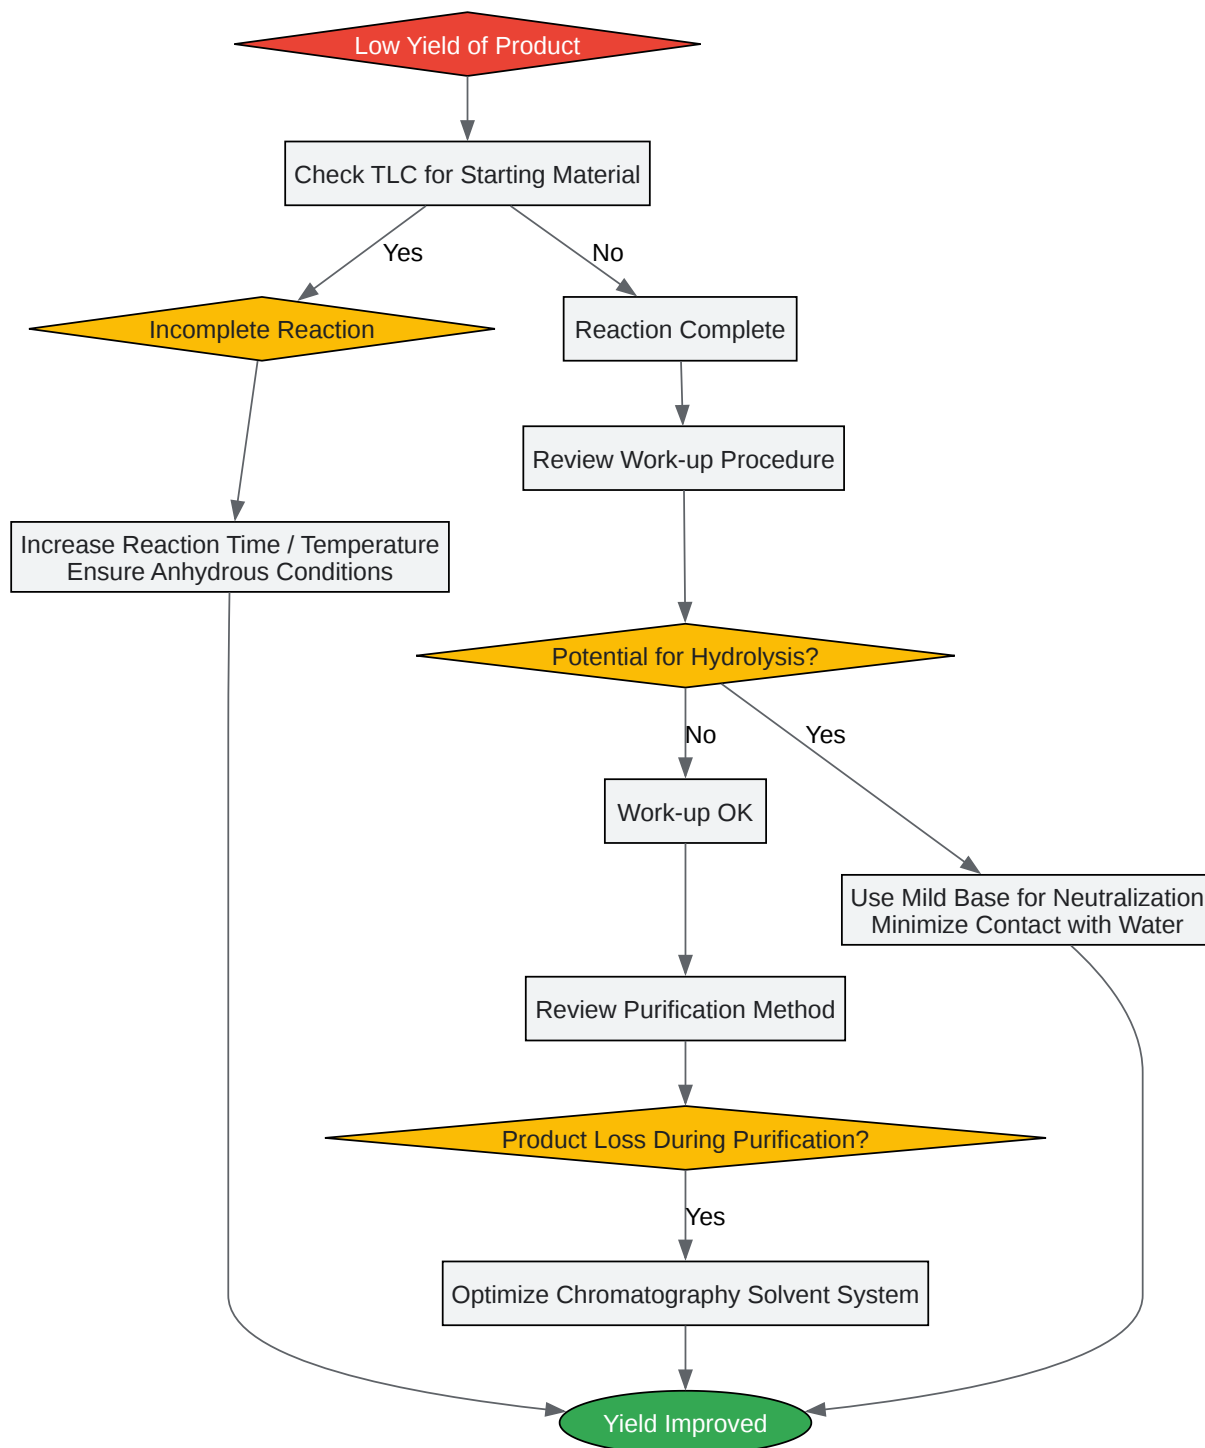 Low Yield of Product
Check TLC for Starting Material
Yes
No
Incomplete Reaction
Reaction Complete
Review Work-up Procedure
Increase Reaction Time / Temperature
Ensure Anhydrous Conditions
Potential for Hydrolysis?
No
Yes
Work-up OK
Use Mild Base for Neutralization
Minimize Contact with Water
Review Purification Method
Product Loss During Purification?
Yes
Optimize Chromatography Solvent System
Yield Improved